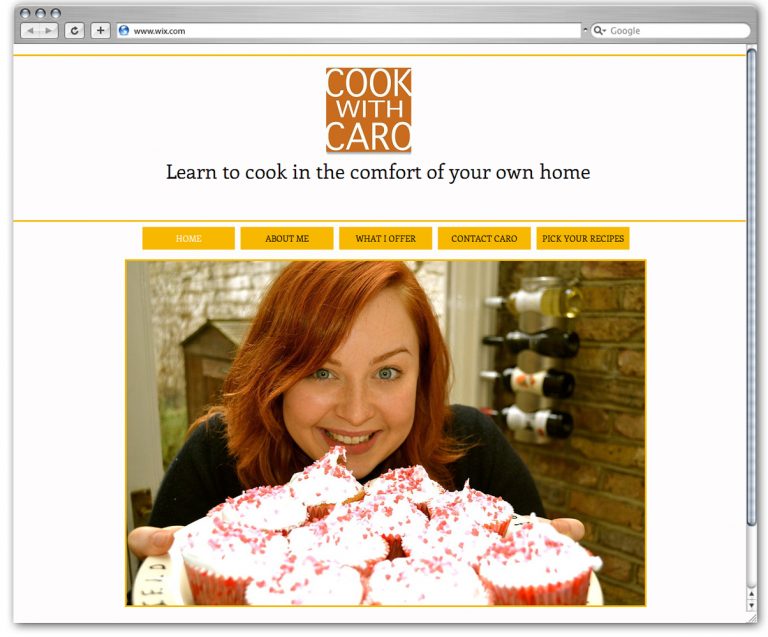 www.wix.com
Google
COOK
WITH
CARO
Learn to cook in the comfort of your own home
HOME
ABOUT ME
WHAT I OFFER
CONTACT CARO
PICK YOUR RECIPES